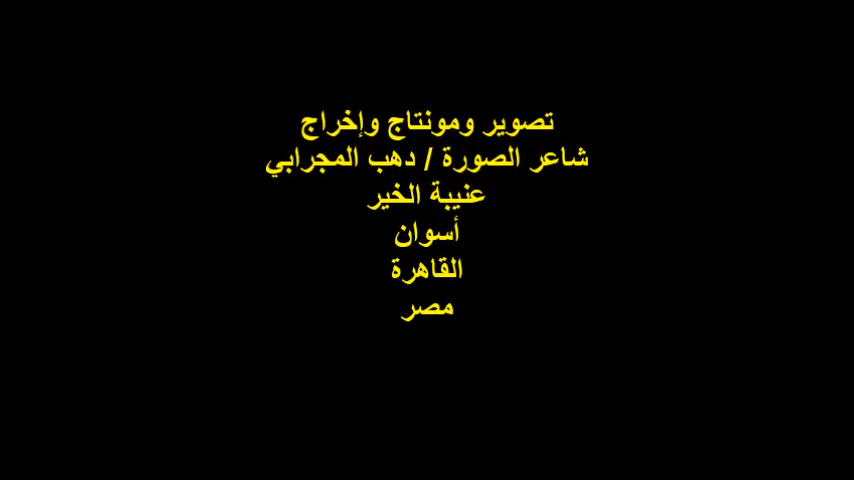 تصوير ومونتاج وإخراج
شاعر الصورة / دهب المجرابي
عنيبة الخير
أسوان
القاهرة
مصر